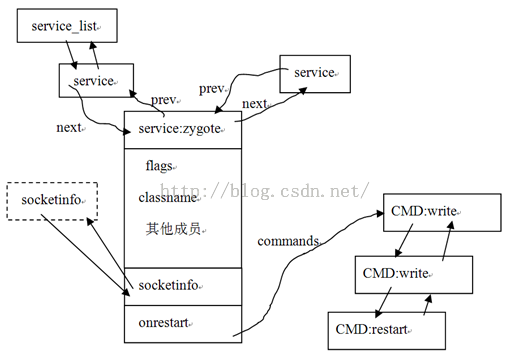 service_list
service
service
prev
prev
next
next
service:zygote
flags
http://blog.csdn.net/
classname
socketinfo
其他成员
CMD:write
commands
CMD:write
socketinfo
onrestart
CMD:restart